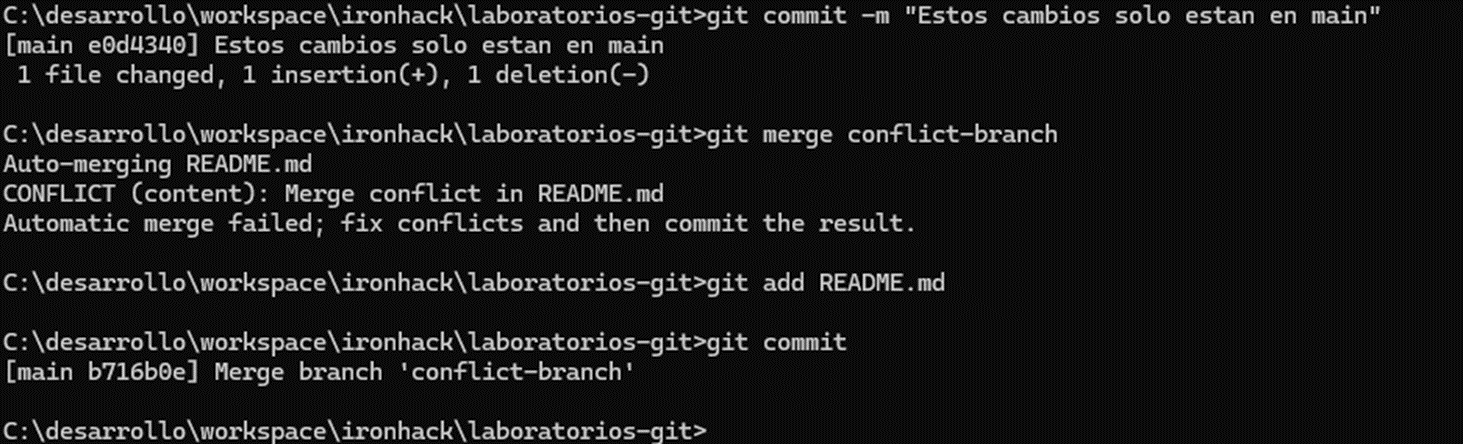 C:\desarrollo\workspace\ironhack\laboratorios-git>git commit -m "Estos cambios solo estan en main"
[main e0d4340] Estos cambios solo estan en main
 1 file changed, 1 insertion(+), 1 deletion(-)
C:\desarrollo\workspace\ironhack\laboratorios-git>git merge conflict-branch
Auto-merging README.md
CONFLICT (content): Merge conflict in README.md
Automatic merge failed; fix conflicts and then commit the result.
C:\desarrollo\workspace\ironhack\laboratorios-git>git add README.md
C:\desarrollo\workspace\ironhack\laboratorios-git>git commit
[main b716b0e] Merge branch 'conflict-branch'
C:\desarrollo\workspace\ironhack\laboratorios-git>